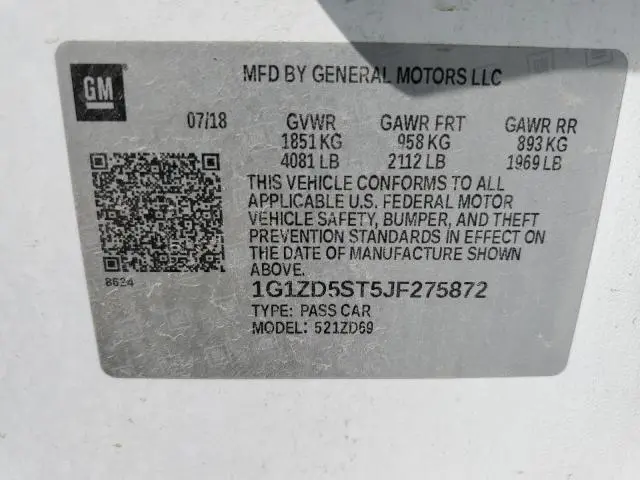 GM
MFD BY GENERAL MOTORS LLC
07/18 GVWR GAWR FRT GAWR RR
1851 KG 958 KG 893 KG
4081 LB 2112 LB 1969 LB
THIS VEHICLE CONFORMS TO ALL
APPLICABLE U.S. FEDERAL MOTOR
VEHICLE SAFETY, BUMPER, AND THEFT
PREVENTION STANDARDS IN EFFECT ON
THE DATE OF MANUFACTURE SHOWN
ABOVE.
8624
1G1ZD5ST5JF275872
TYPE: PASS CAR
MODEL: 521ZD69